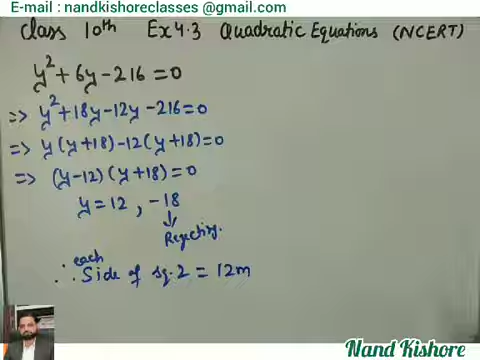 E-mail : nandkishoreclasses @gmail.com
Class 10th Ex 4.3 Quadratic Equations (NCERT)
y² + 6y - 216 = 0
=> y² + 18y - 12y - 216 = 0
=> y (y + 18) - 12 (y + 18) = 0
=> (y - 12) (y + 18) = 0
y = 12 , -18
↓
Rejecting.
each
∴ Side of sq. 2 = 12m
Nand Kishore